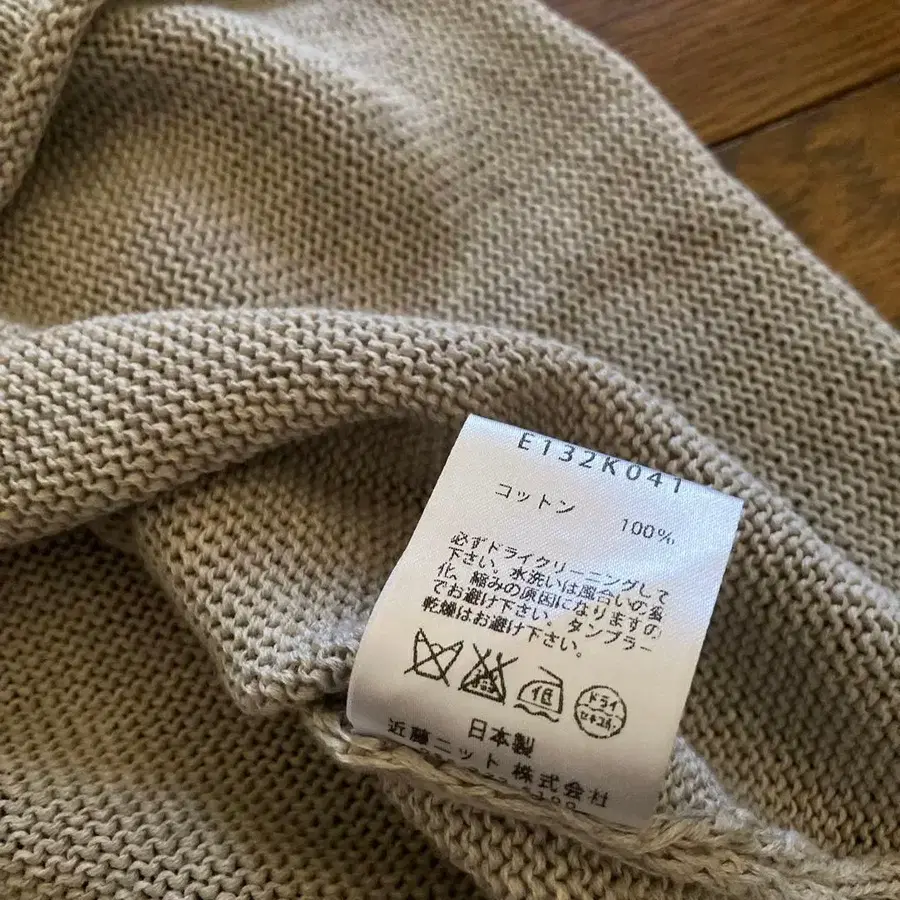 E132K041
コットン 100%
必ずドライクリーニングして
下さい。水洗いは風合いの変
化、縮みの原因になりますの
でお避け下さい。タンブラー
乾燥はお避け下さい。
低 ドライ
セキユ系
日本製
近藤ニット株式会社